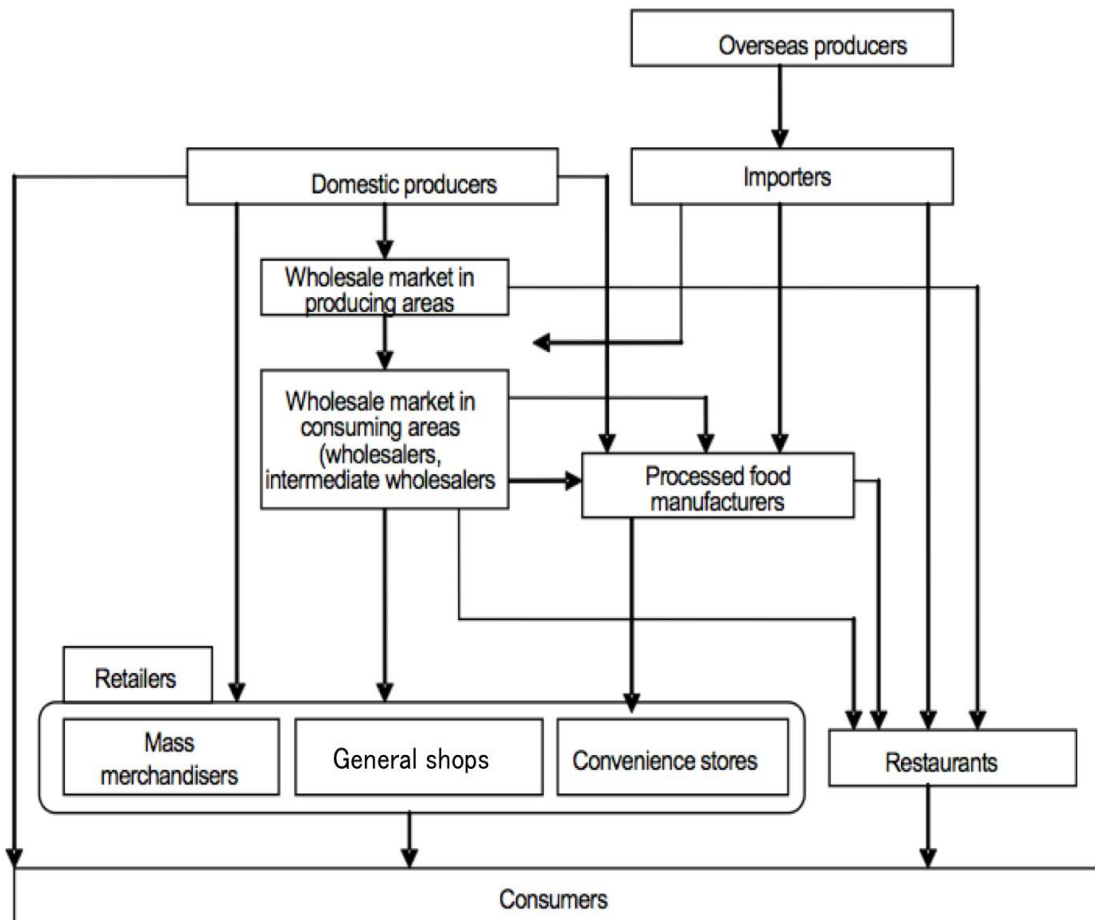 Overseas producers
Domestic producers
Importers
Wholesale market in
producing areas
Wholesale market in
consuming areas
(wholesalers,
intermediate wholesalers
Processed food
manufacturers
Retailers
Mass
merchandisers
General shops
Convenience stores
Restaurants
Consumers